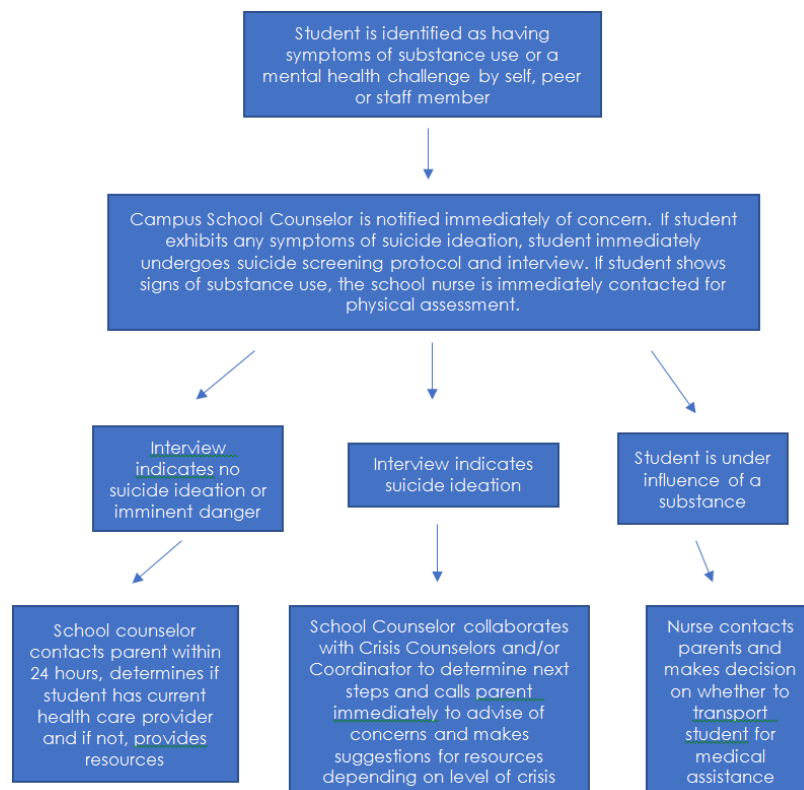 Student is identified as having
symptoms of substance use or a
mental health challenge by self, peer
or staff member
Campus School Counselor is notified immediately of concern. If student
exhibits any symptoms of suicide ideation, student immediately
undergoes suicide screening protocol and interview. If student shows
signs of substance use, the school nurse is immediately contacted for
physical assessment.
Interview
indicates no
suicide ideation or
imminent danger
Interview indicates
suicide ideation
Student is under
influence of a
substance
School counselor
contacts parent within
24 hours, determines if
student has current
health care provider
and if not, provides
resources
School Counselor collaborates
with Crisis Counselors and/or
Coordinator to determine next
steps and calls parent
immediately to advise of
concerns and makes
suggestions for resources
depending on level of crisis
Nurse contacts
parents and
makes decision
on whether to
transport
student for
medical
assistance